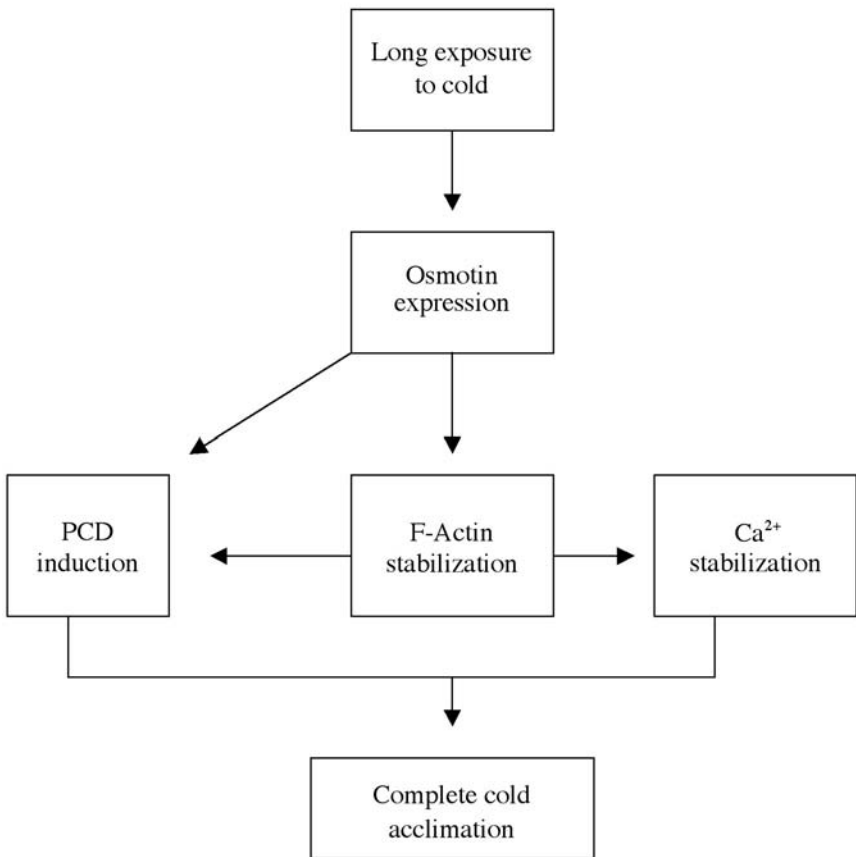 Long exposure
to cold
Osmotin
expression
PCD
induction
F-Actin
stabilization
Ca²⁺
stabilization
Complete cold
acclimation